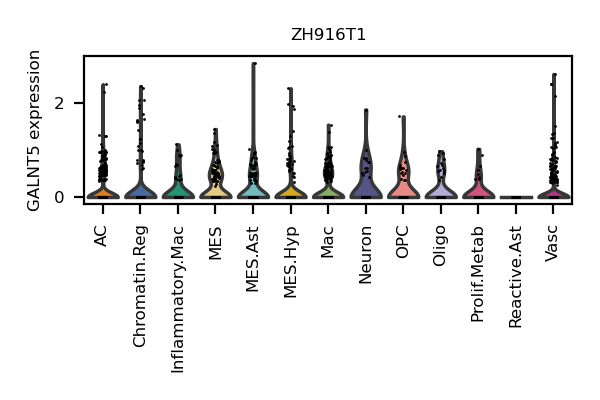 ZH916T1
GALNT5 expression
2
0
AC
Chromatin.Reg
Inflammatory.Mac
MES
MES.Ast
MES.Hyp
Mac
Neuron
OPC
Oligo
Prolif.Metab
Reactive.Ast
Vasc